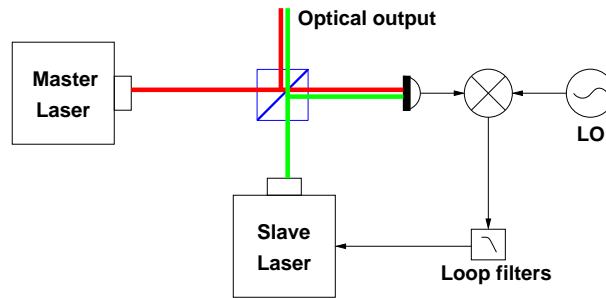 Optical output
Master
Laser
LO
Slave
Laser
Loop filters